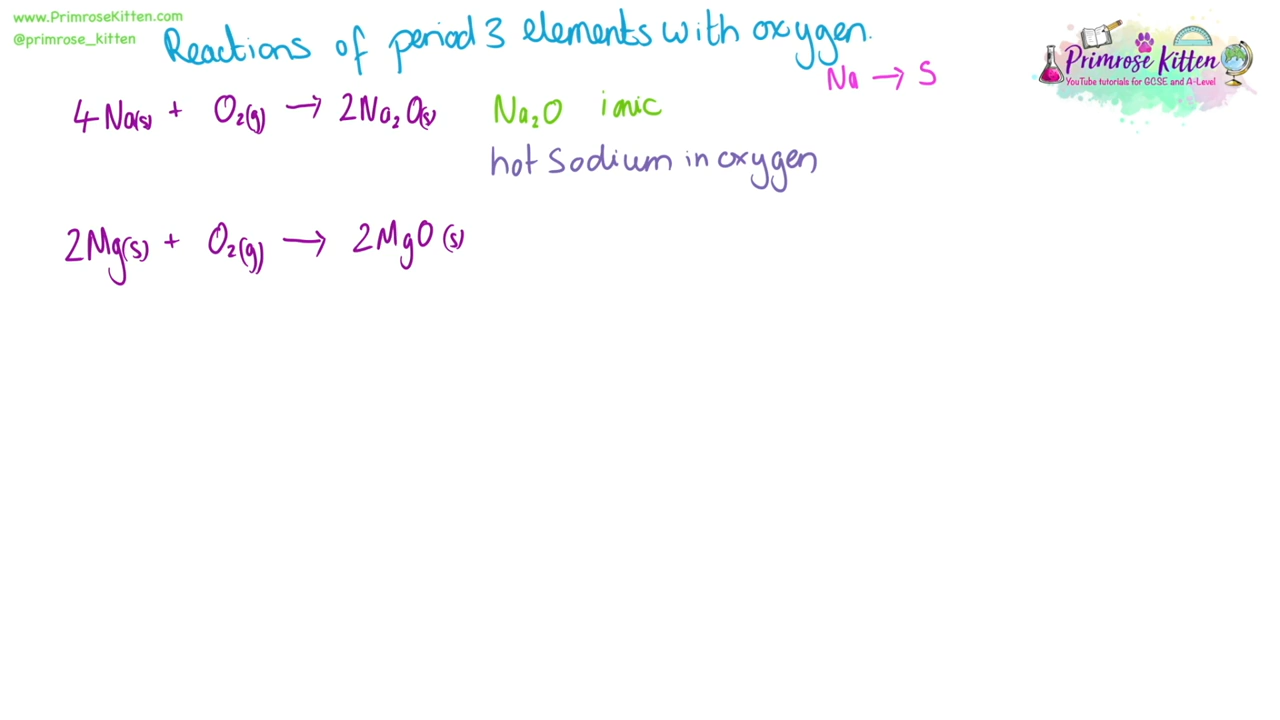 www.PrimroseKitten.com
@primrose_kitten
Reactions of period 3 elements with oxygen.
Na → S
Primrose Kitten
YouTube tutorials for GCSE and A-Level
4Na(s) + O₂(g) → 2Na₂O(s) Na₂O ionic
hot Sodium in oxygen
2Mg(s) + O₂(g) → 2MgO (s)